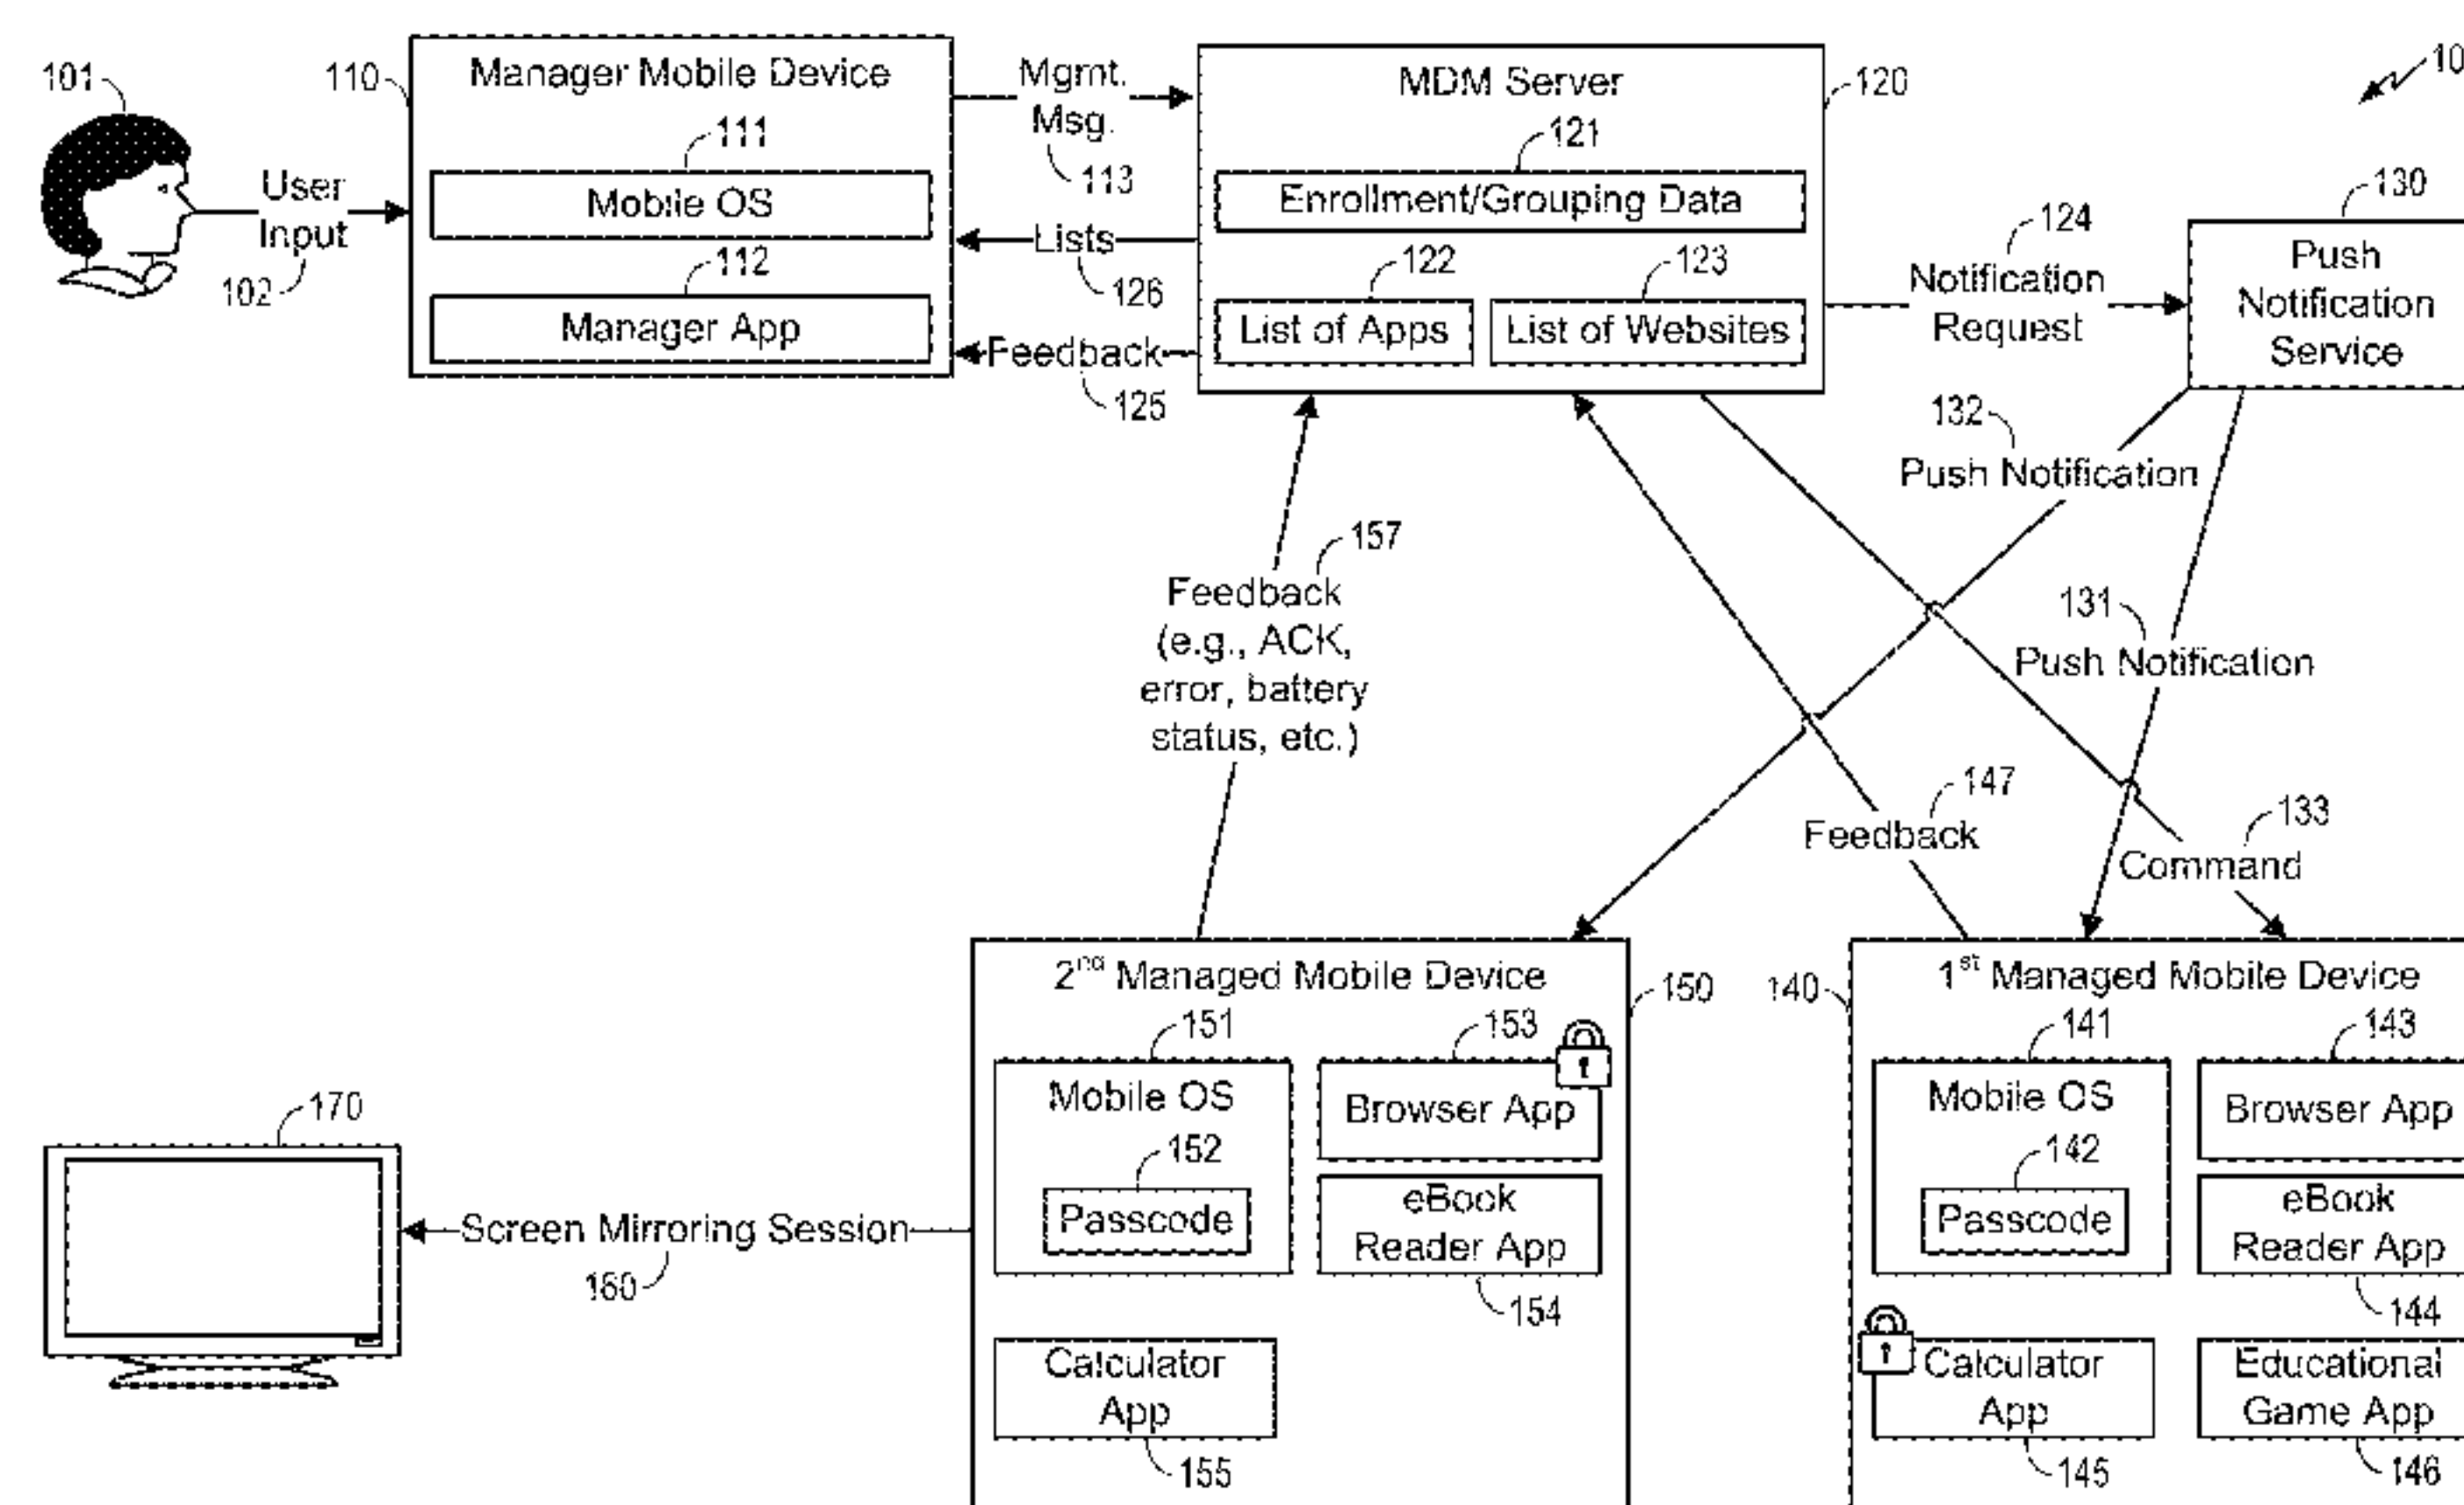 101
110
Manager Mobile Device
111
Mobile OS
112
Manager App
User
Input
102
Mgmt.
Msg.
113
Lists
126
Feedback
125
MDM Server
120
121
Enrollment/Grouping Data
122
List of Apps
123
List of Websites
10
124
Notification
Request
130
Push
Notification
Service
132
Push Notification
131
Push Notification
157
Feedback
(e.g., ACK,
error, battery
status, etc.)
147
Feedback
133
Command
2nd Managed Mobile Device
150
151
Mobile OS
152
Passcode
153
Browser App
eBook
Reader App
154
Calculator
App
155
140
1st Managed Mobile Device
141
Mobile OS
142
Passcode
143
Browser App
eBook
Reader App
144
Calculator
App
145
Educational
Game App
146
170
Screen Mirroring Session
160